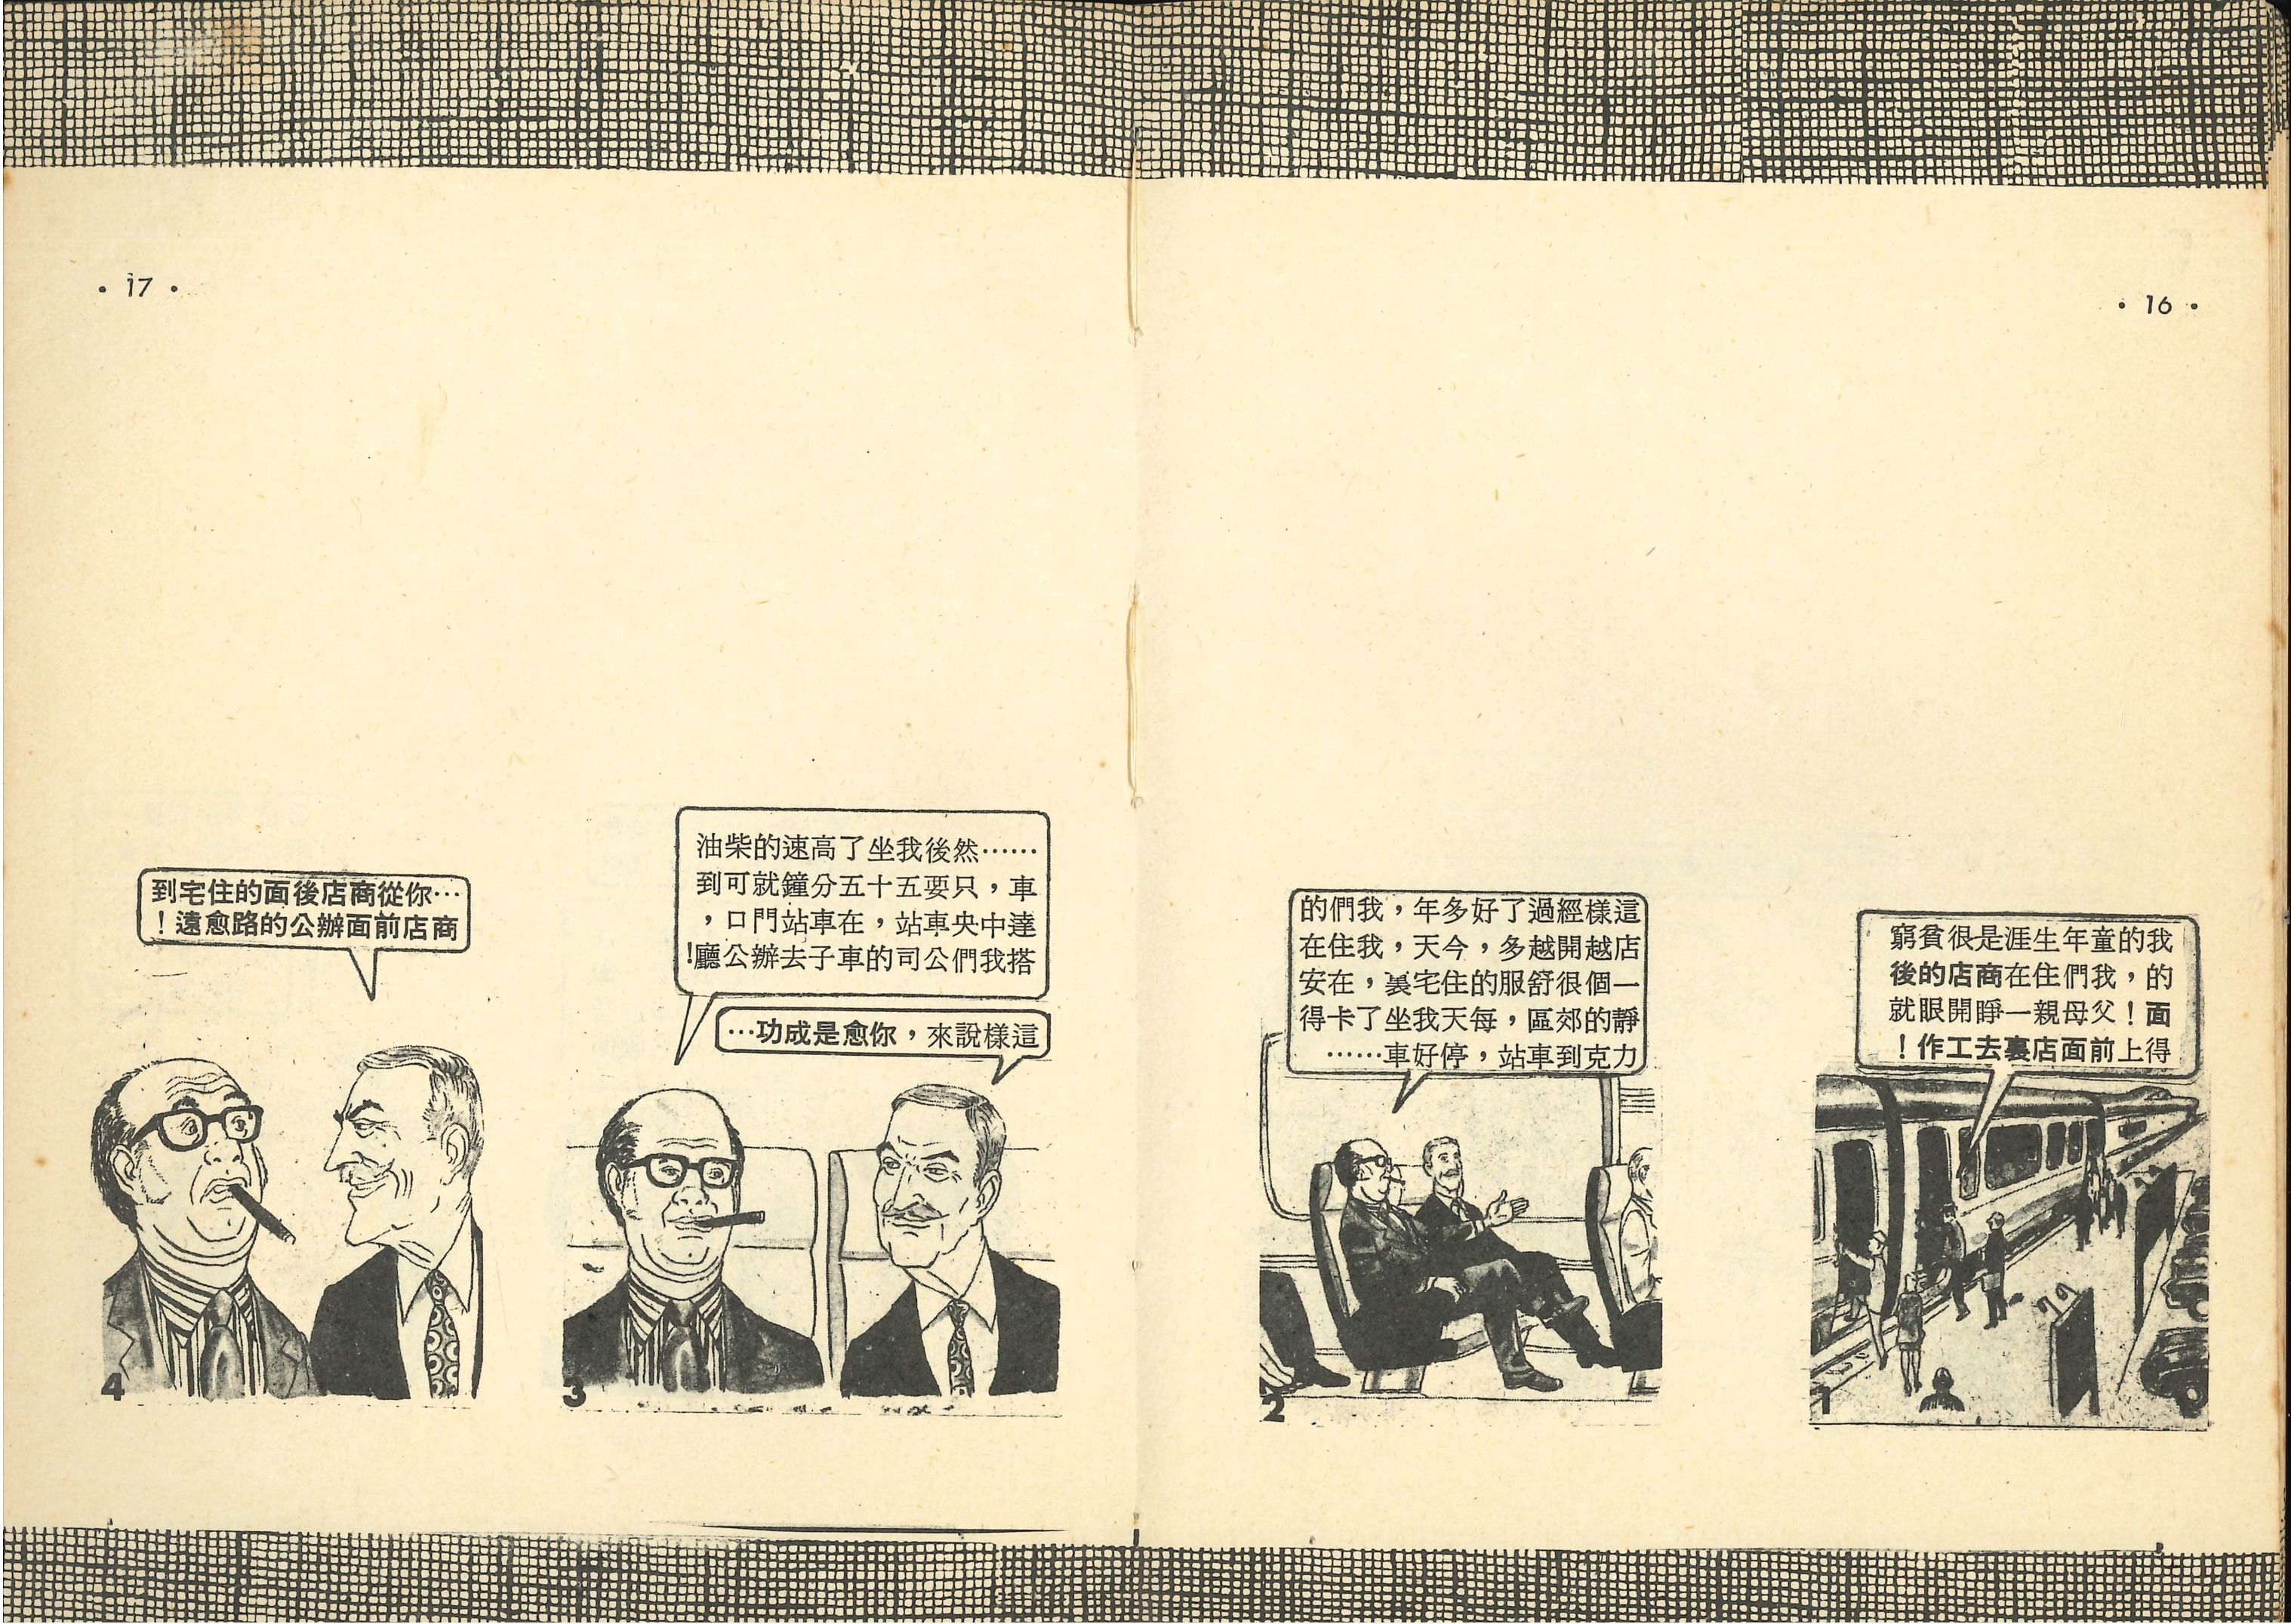 • 16 •
我的童年生涯是很貧窮
的，我們住在商店的後
面！父母親一睜開眼就
得上前面店裏去工作！
1
這樣經過了好多年，我們的
店越開越多，今天，我住在
一個很舒服的住宅裏，在安
靜的郊區，每天我坐了卡得
力克到車站，停好車……
2
• 17 •
……然後我坐了高速的柴油
車，只要五十五分鐘就可到
達中央車站，在車站門口，
搭我們公司的車子去辦公廳!
這樣說來，你愈是成功…
3
…你從商店後面的住宅到
商店前面辦公的路愈遠！
4